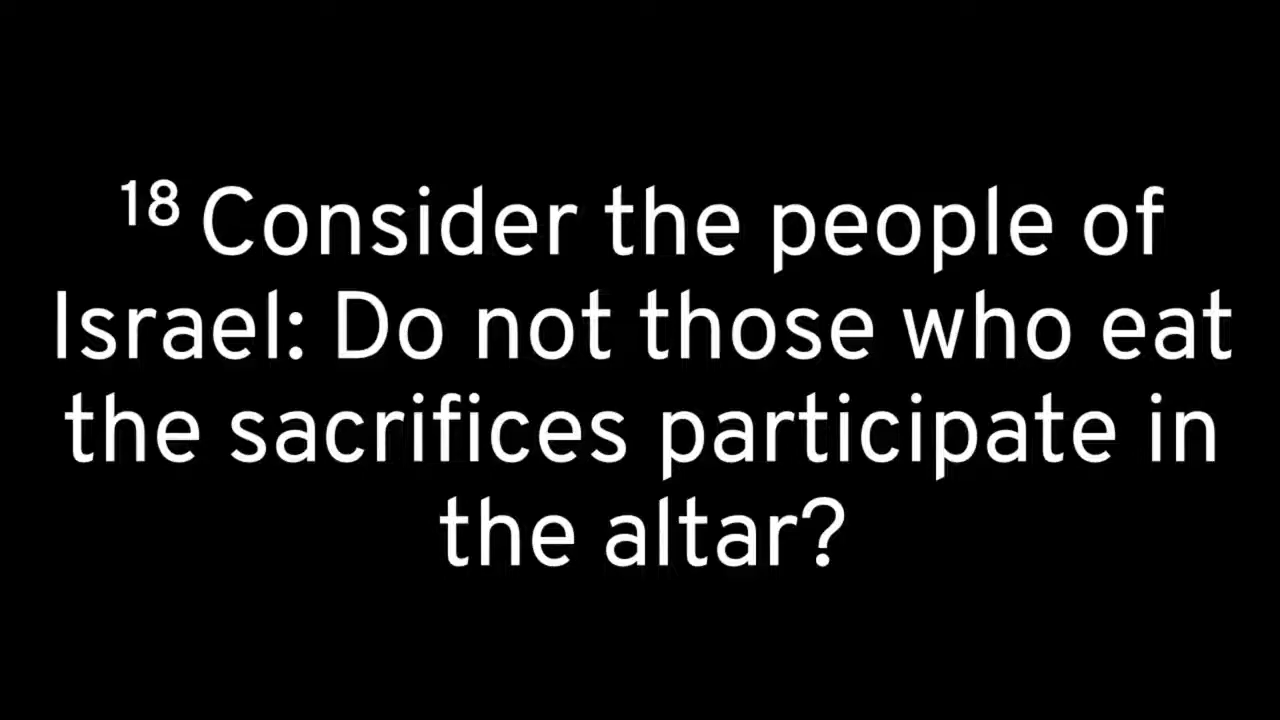 18 Consider the people of
Israel: Do not those who eat
the sacrifices participate in
the altar?